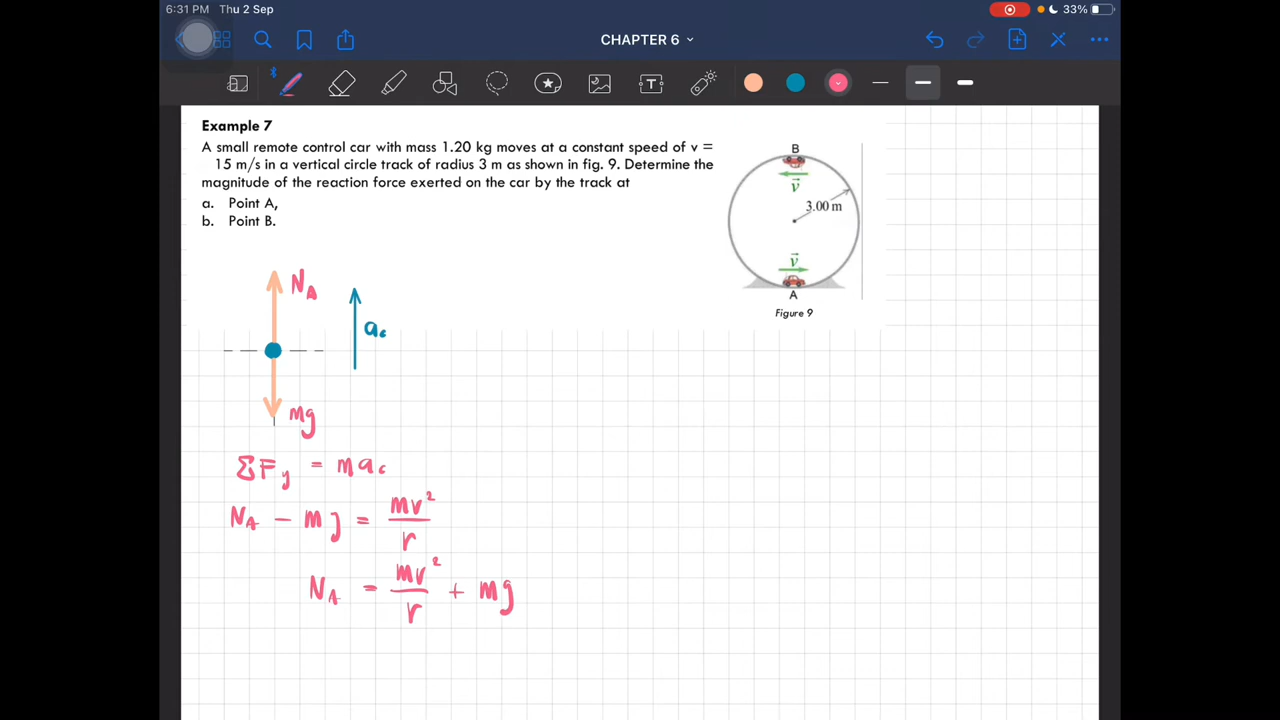 6:31 PM Thu 2 Sep
33%
CHAPTER 6
T
Example 7
A small remote control car with mass 1.20 kg moves at a constant speed of v =
15 m/s in a vertical circle track of radius 3 m as shown in fig. 9. Determine the
magnitude of the reaction force exerted on the car by the track at
a. Point A,
b. Point B.
B
v⃗
3.00 m
v⃗
A
Figure 9
N_A
a_c
mg
ΣF_y = ma_c
N_A − mg = mv²/r
N_A = mv²/r + mg